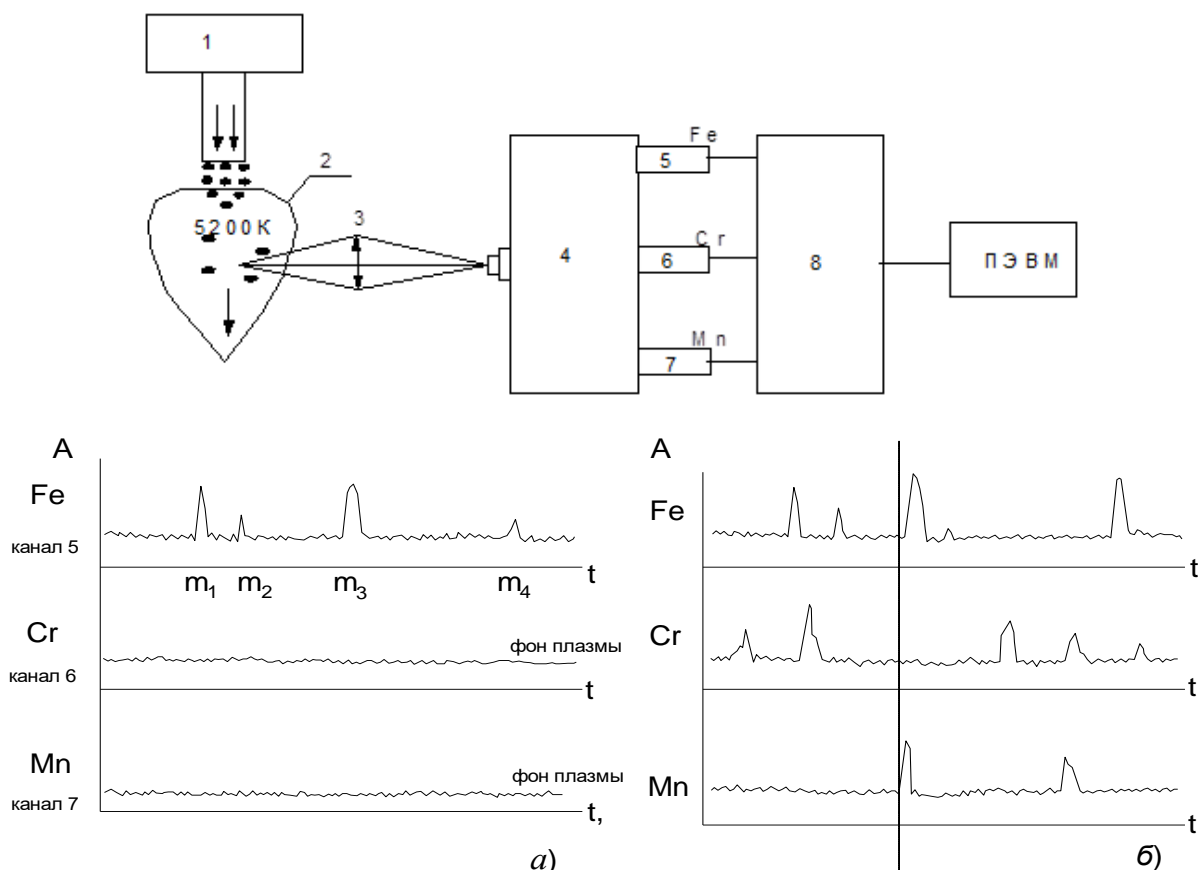 1
2
5200К
3
4
Fe
5
Cr
6
Mn
7
8
ПЭВМ
A
Fe
канал 5
m1 m2 m3 m4
t
Cr
канал 6
фон плазмы
t
Mn
канал 7
фон плазмы
t,
а)
A
Fe
t
Cr
t
Mn
t
б)